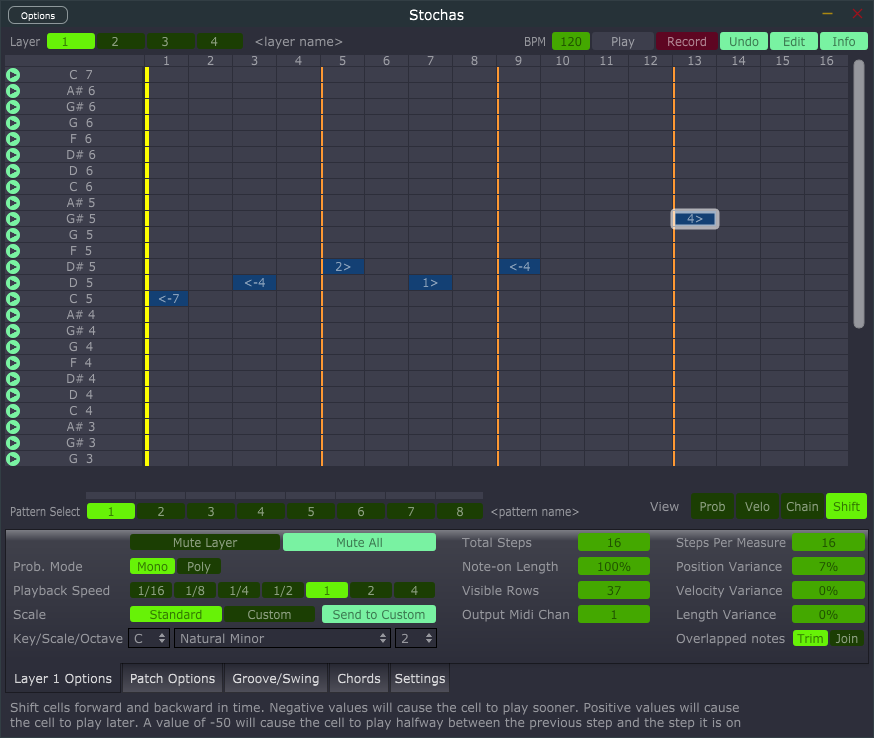 Options
Stochas
Layer 1 2 3 4 <layer name> BPM 120 Play Record Undo Edit Info
1 2 3 4 5 6 7 8 9 10 11 12 13 14 15 16
C 7
A# 6
G# 6
G 6
F 6
D# 6
D 6
C 6
A# 5
G# 5 4>
G 5
F 5
D# 5 2> <-4
D 5 <-4 1>
C 5 <-7
A# 4
G# 4
G 4
F 4
D# 4
D 4
C 4
A# 3
G# 3
G 3
Pattern Select 1 2 3 4 5 6 7 8 <pattern name> View Prob Velo Chain Shift
Mute Layer Mute All Total Steps 16 Steps Per Measure 16
Prob. Mode Mono Poly Note-on Length 100% Position Variance 7%
Playback Speed 1/16 1/8 1/4 1/2 1 2 4 Visible Rows 37 Velocity Variance 0%
Scale Standard Custom Send to Custom Output Midi Chan 1 Length Variance 0%
Key/Scale/Octave C Natural Minor 2 Overlapped notes Trim Join
Layer 1 Options Patch Options Groove/Swing Chords Settings
Shift cells forward and backward in time. Negative values will cause the cell to play sooner. Positive values will cause
the cell to play later. A value of -50 will cause the cell to play halfway between the previous step and the step it is on